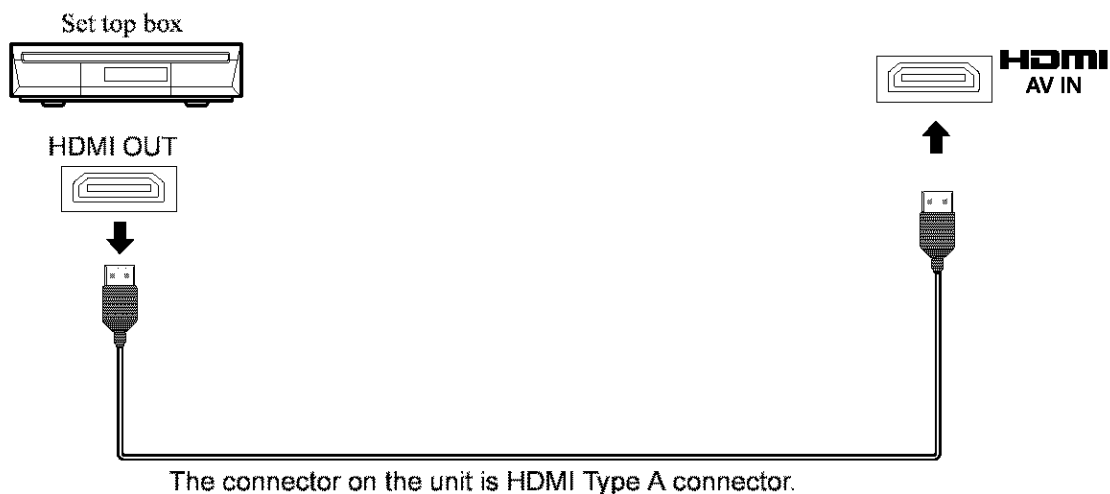 Set top box
HDMI
AV IN
HDMI OUT
The connector on the unit is HDMI Type A connector.